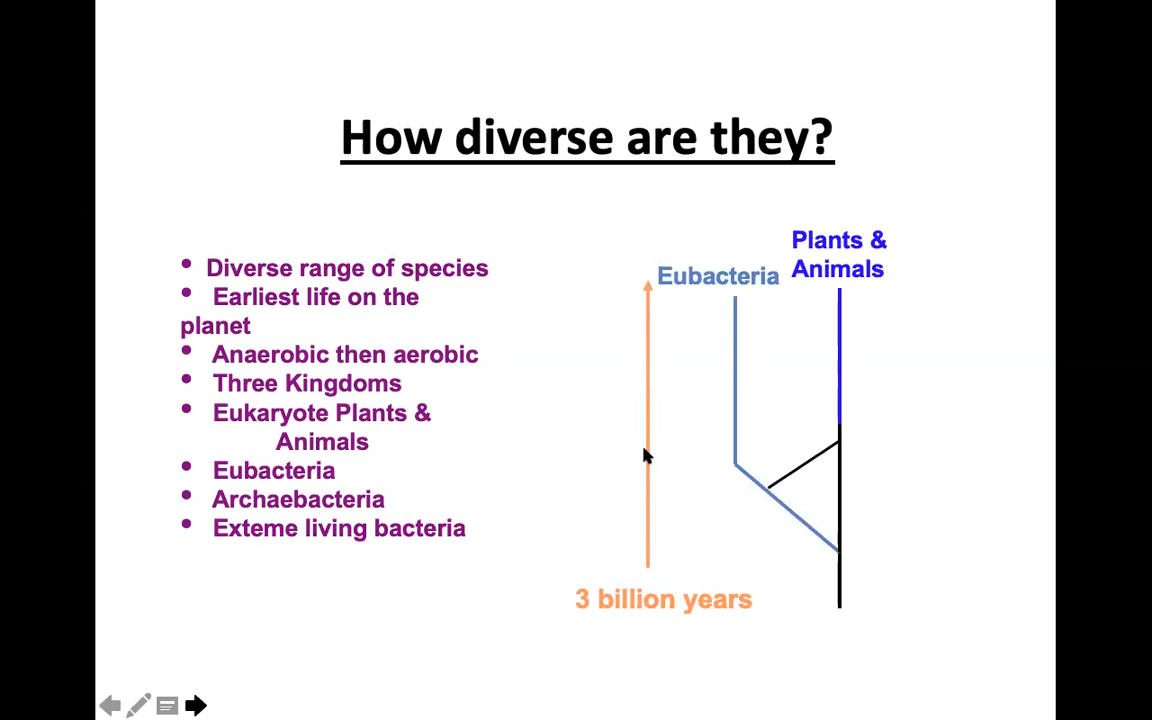 How diverse are they?
• Diverse range of species
• Earliest life on the
planet
• Anaerobic then aerobic
• Three Kingdoms
• Eukaryote Plants &
Animals
• Eubacteria
• Archaebacteria
• Exteme living bacteria
Plants &
Animals
Eubacteria
3 billion years